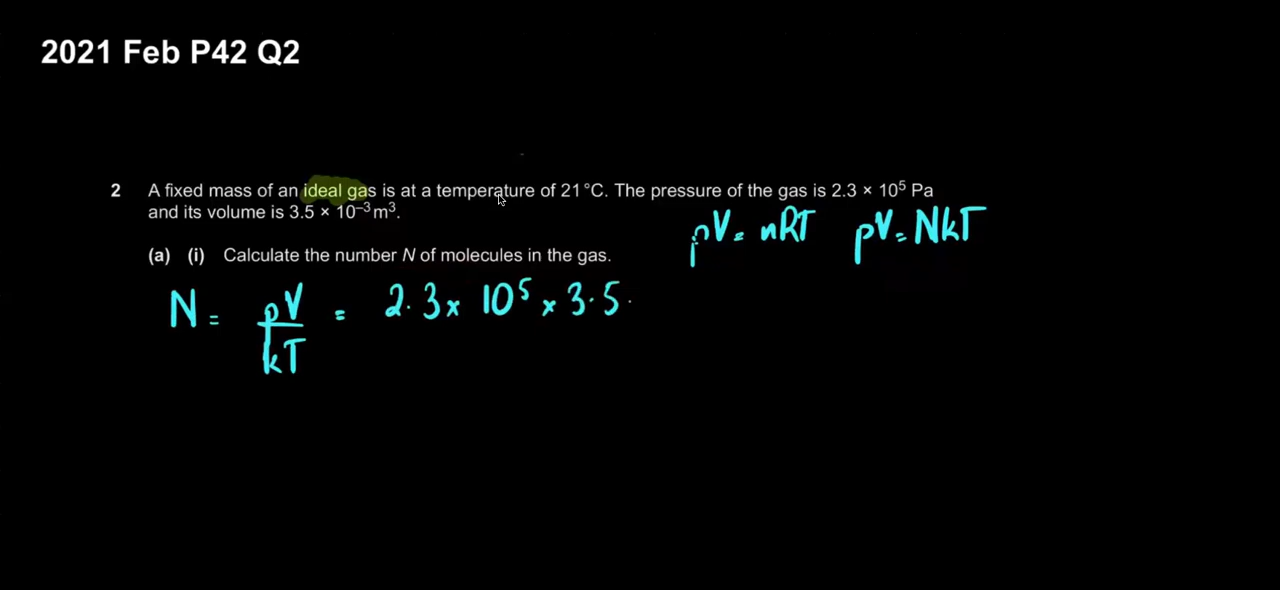 2021 Feb P42 Q2
2 A fixed mass of an ideal gas is at a temperature of 21 °C. The pressure of the gas is 2.3 × 10⁵ Pa
and its volume is 3.5 × 10⁻³ m³.
pV = nRT pV = NkT
(a) (i) Calculate the number N of molecules in the gas.
N = pV/kT = 2.3 × 10⁵ × 3.5